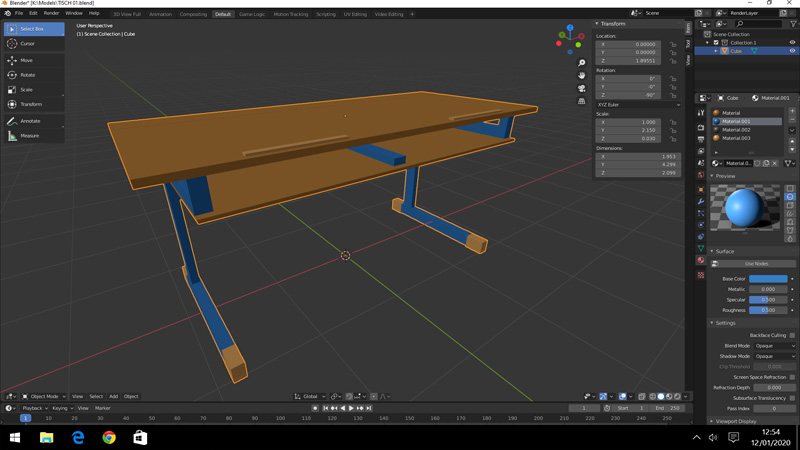 Blender* [K:\Models\TISCH 01.blend]
File Edit Render Window Help
3D View Full Animation Compositing Default Game Logic Motion Tracking Scripting UV Editing Video Editing +
Scene
RenderLayer
Select Box
Cursor
Move
Rotate
Scale
Transform
Annotate
Measure
User Perspective
(1) Scene Collection | Cube
Transform
Location:
X 0.00000
Y 0.00000
Z 1.89551
Rotation:
X 0°
Y -0°
Z -90°
XYZ Euler
Scale:
X 1.000
Y 2.150
Z 0.030
Dimensions:
X 1.953
Y 4.299
Z 2.099
Item
Tool
View
Scene Collection
Collection 1
Cube
Cube Material.001
Material
Material.001
Material.002
Material.003
Material.0...
Preview
Surface
Use Nodes
Base Color
Metallic 0.000
Specular 0.500
Roughness 0.500
Settings
Backface Culling
Blend Mode Opaque
Shadow Mode Opaque
Clip Threshold
Screen Space Refraction
Refraction Depth 0.000
Subsurface Translucency
Pass Index 0
Viewport Display
Object Mode View Select Add Object
Global
Playback Keying View Marker
1 Start 1 End 250
1 10 20 30 40 50 60 70 80 90 100 110 120 130 140 150 160 170 180 190 200 210 220 230 240 250
12:54
12/01/2020